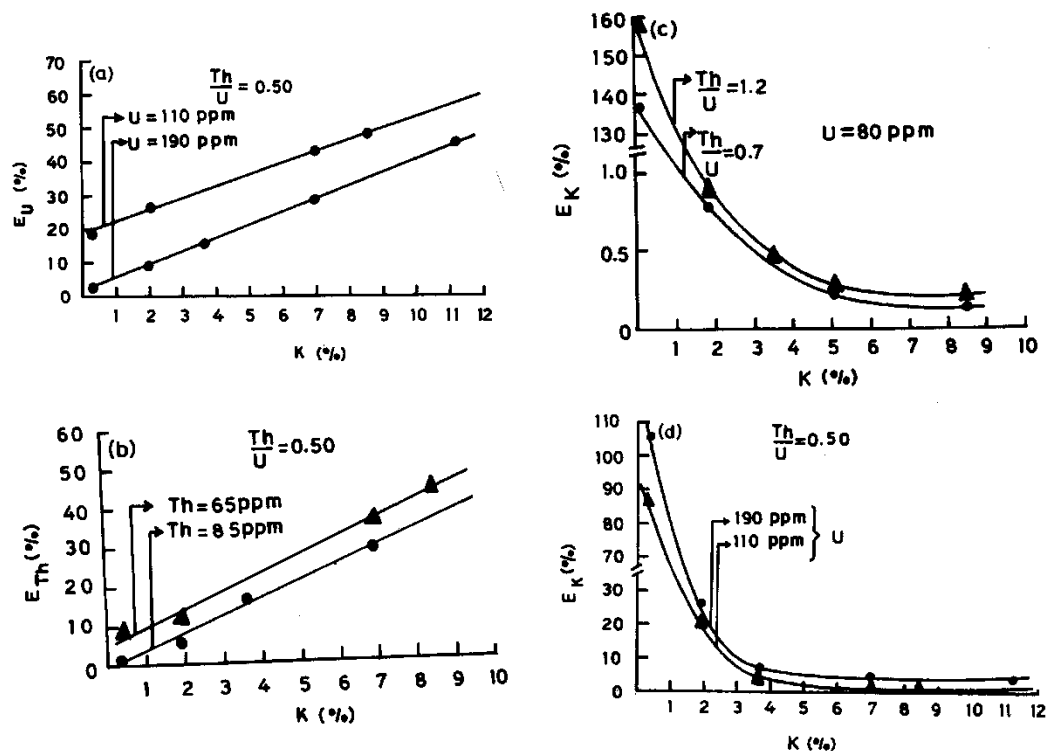 (a)
Th/U = 0.50
U = 110 ppm
U = 190 ppm
E_U (%)
70
60
50
40
30
20
10
0
1 2 3 4 5 6 7 8 9 10 11 12
K (%)
(b)
Th/U = 0.50
Th = 65ppm
Th = 85ppm
E_Th (%)
60
50
40
30
20
10
0
1 2 3 4 5 6 7 8 9 10
K (%)
(c)
Th/U = 1.2
Th/U = 0.7
U = 80 ppm
E_K (%)
160
150
140
130
1.0
0.5
0
1 2 3 4 5 6 7 8 9 10
K (%)
(d)
Th/U = 0.50
190 ppm
110 ppm
} U
E_K (%)
110
100
90
80
70
20
10
0
1 2 3 4 5 6 7 8 9 10 11 12
K (%)